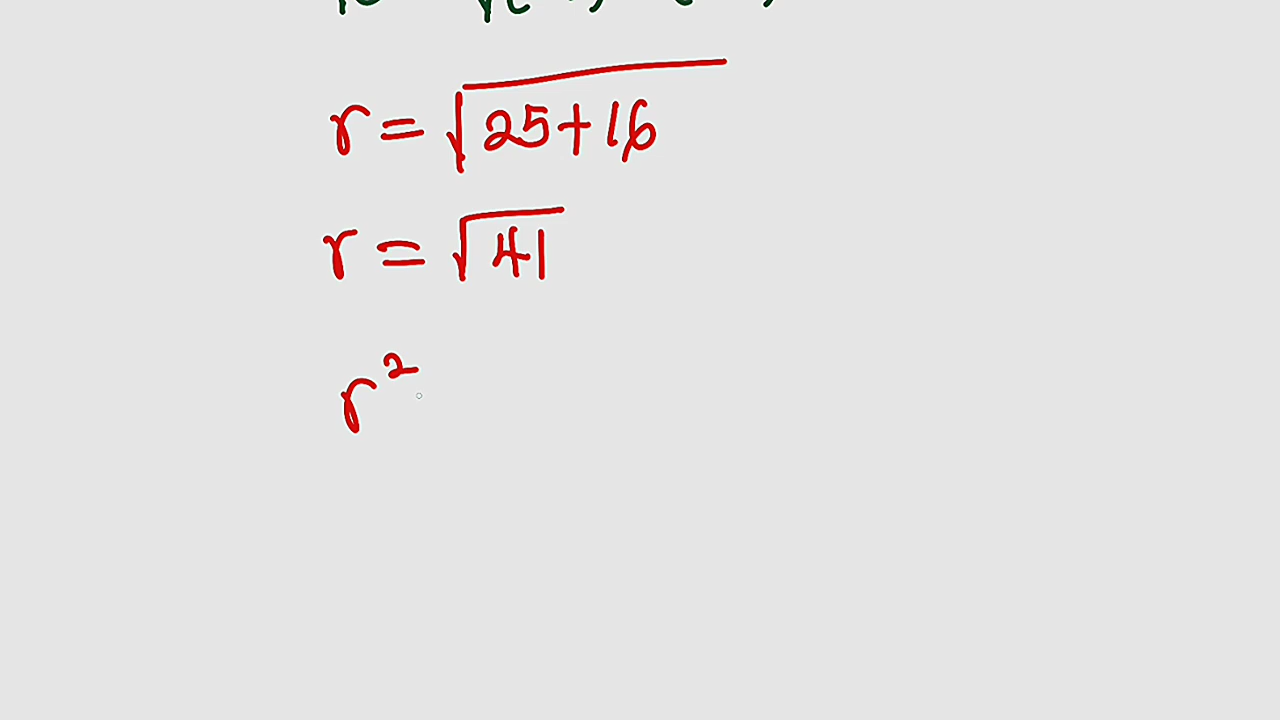 r = √25+16
r = √41
r²